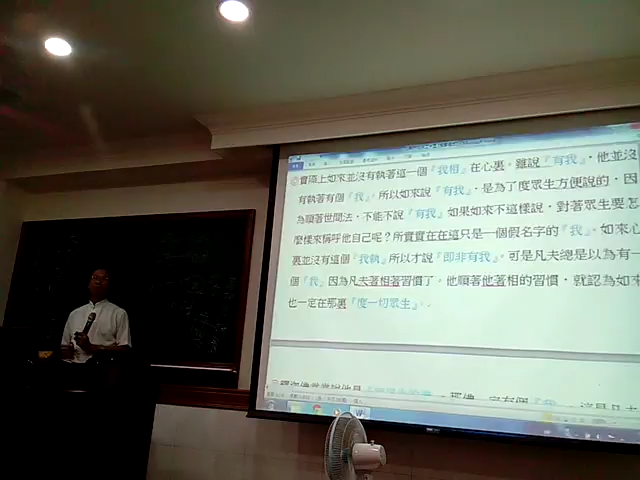 實際上如來並沒有執著這一個『我相』在心裏。雖說『有我』,他並沒
有執著有個『我』。所以如來說『有我』,是為了度眾生方便說的,因
為順著世間法,不能不說『有我』如果如來不這樣說,對著眾生要怎
麼樣來稱呼他自己呢?所實實在在這只是一個假名字的『我』。如來心
裏並沒有這個『我執』所以才說『即非有我』。可是凡夫總是以為有一
個『我』因為凡夫著相著習慣了。他順著他著相的習慣,就認為如來
也一定在那裏『度一切眾生』。